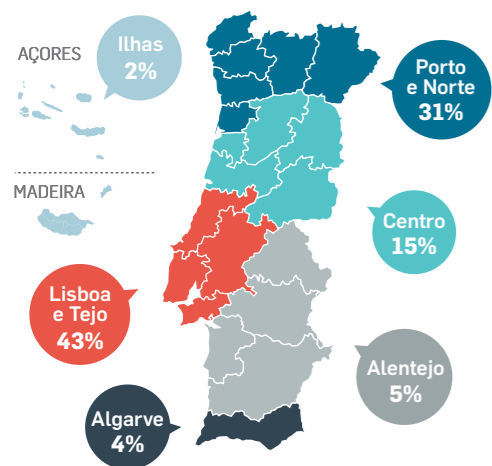 AÇORES
Ilhas
2%
Porto
e Norte
31%
MADEIRA
Centro
15%
Lisboa
e Tejo
43%
Alentejo
5%
Algarve
4%